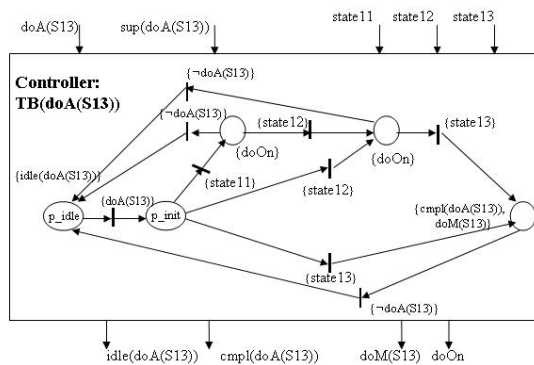 doA(S13) sup(doA(S13)) state11 state12 state13
Controller:
TB(doA(S13))
{¬doA(S13)}
{¬doA(S13)}
{state12}
{state13}
{doOn}
{doOn}
{idle(doA(S13))}
{state11}
{state12}
{doA(S13)}
p_idle
p_init
{cmpl(doA(S13)),
doM(S13)}
{state13}
{¬doA(S13)}
idle(doA(S13)) cmpl(doA(S13)) doM(S13) doOn